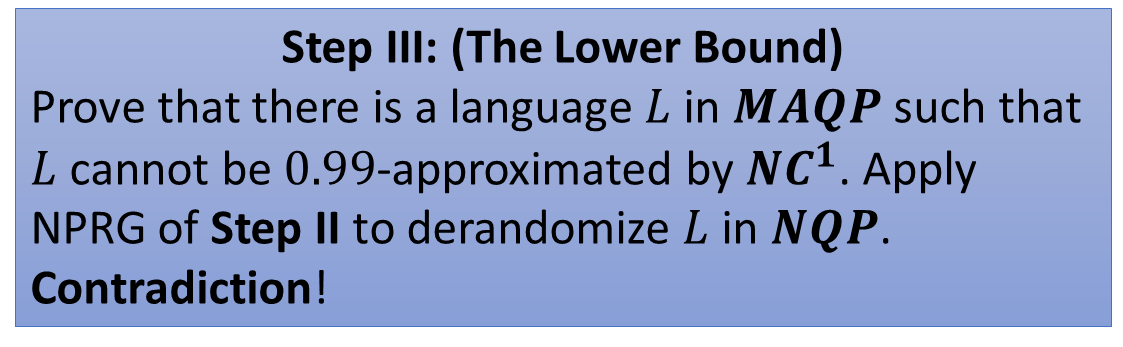 Step III: (The Lower Bound)
Prove that there is a language L in MAQP such that
L cannot be 0.99-approximated by NC¹. Apply
NPRG of Step II to derandomize L in NQP.
Contradiction!